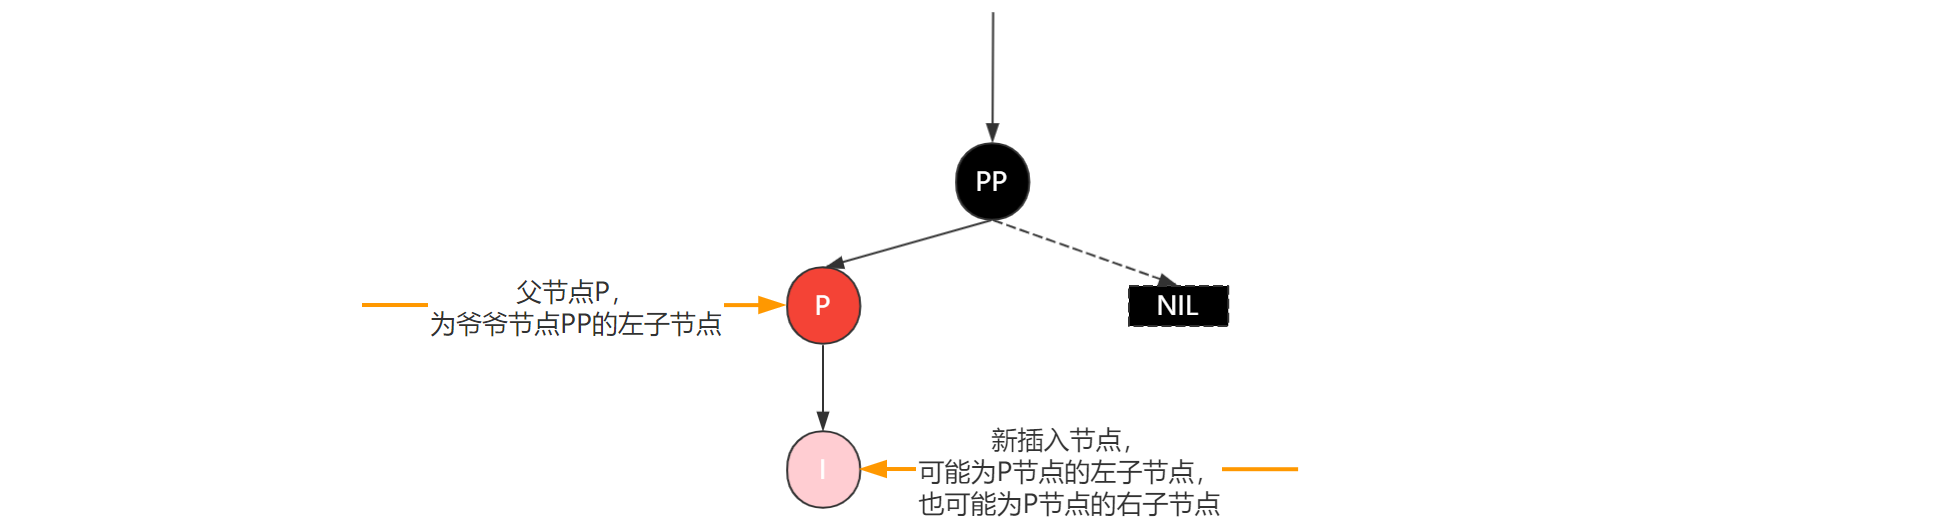 PP
父节点P，
为爷爷节点PP的左子节点
P
NIL
I
新插入节点，
可能为P节点的左子节点，
也可能为P节点的右子节点